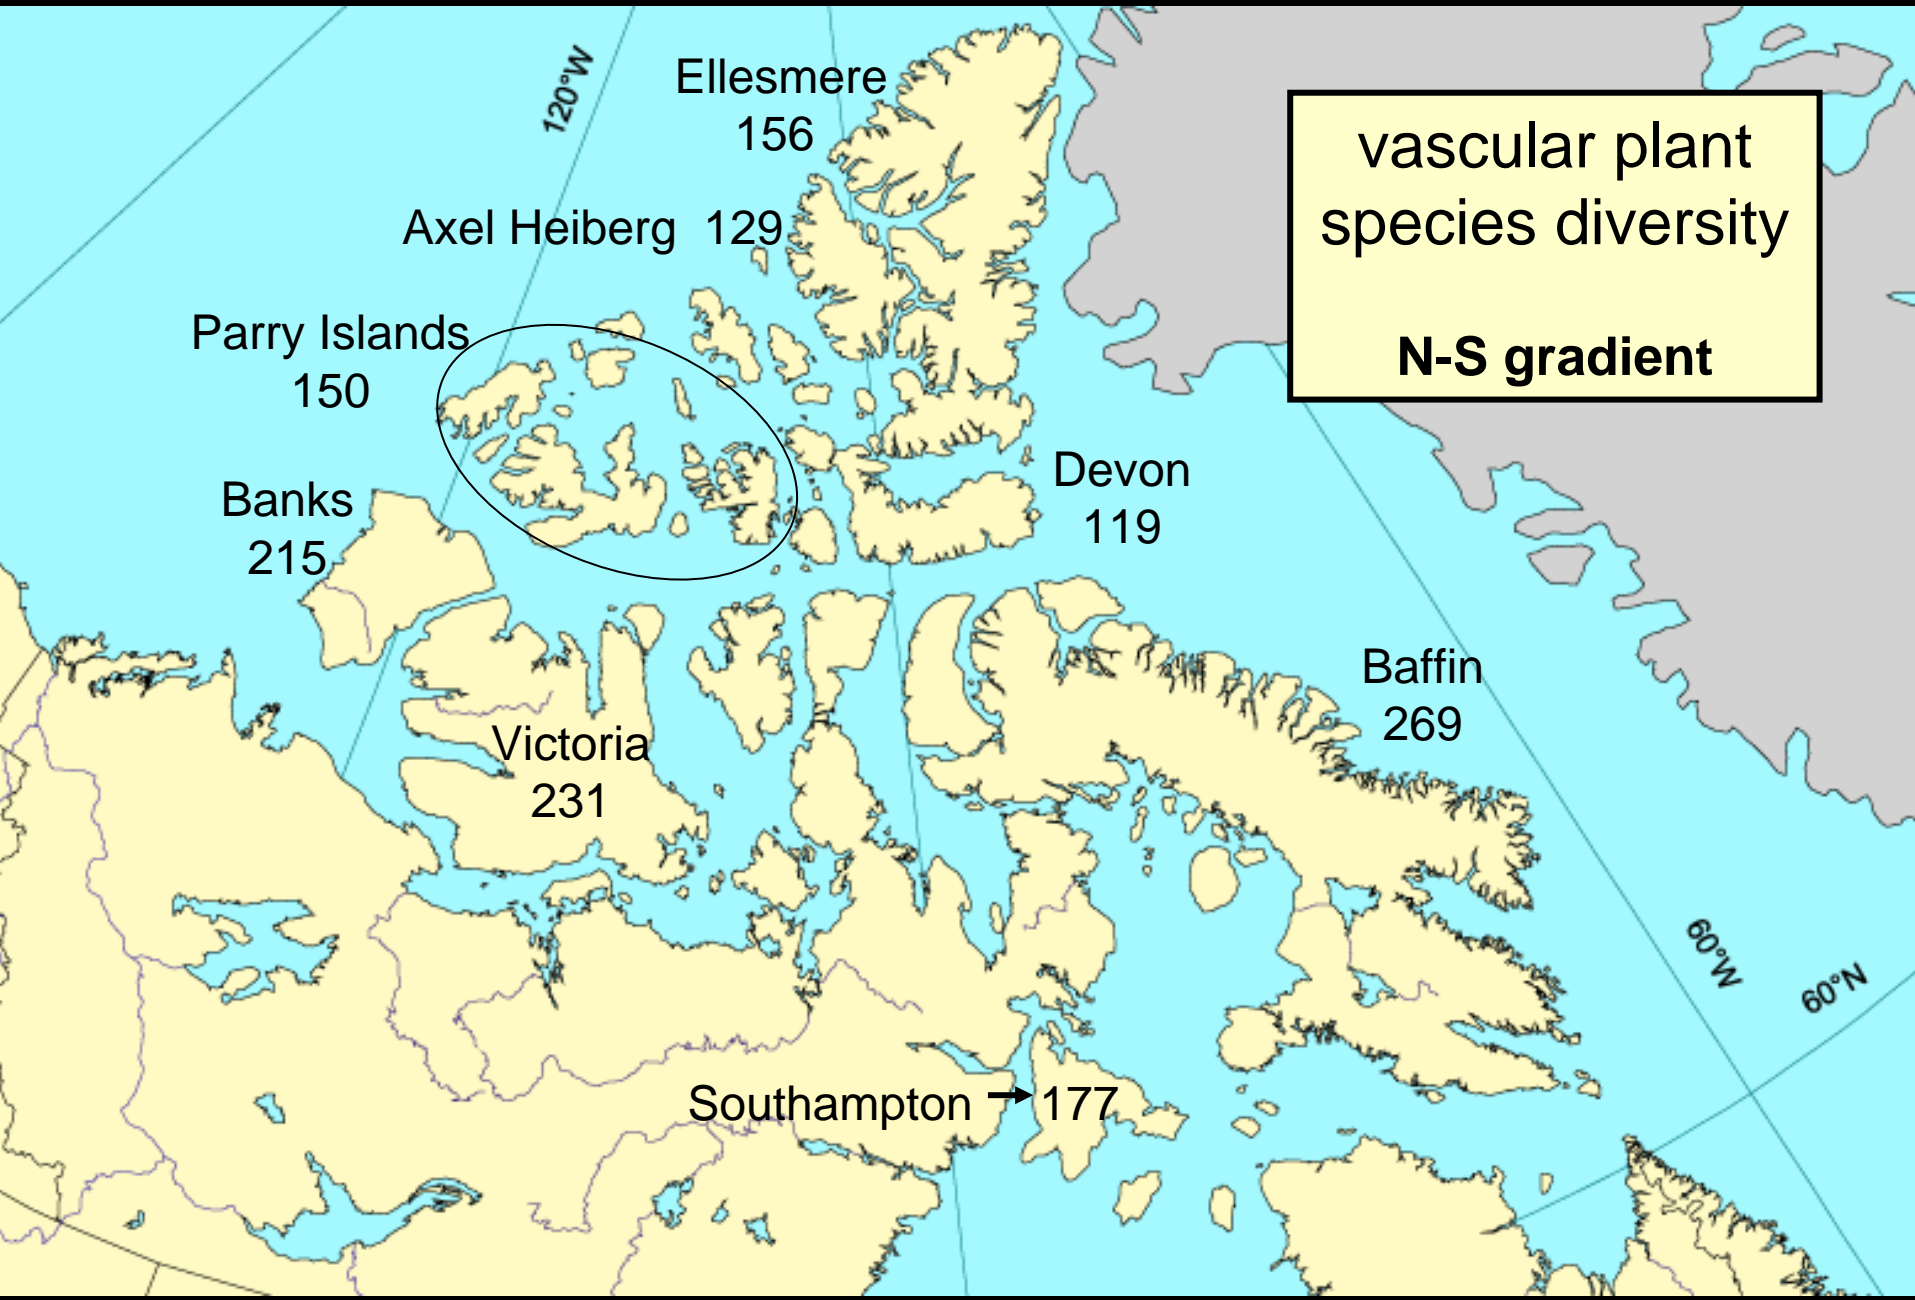 120°W
Ellesmere
156
vascular plant
species diversity
N-S gradient
Axel Heiberg 129
Parry Islands
150
Banks
215
Devon
119
Baffin
269
Victoria
231
60°W
60°N
Southampton → 177